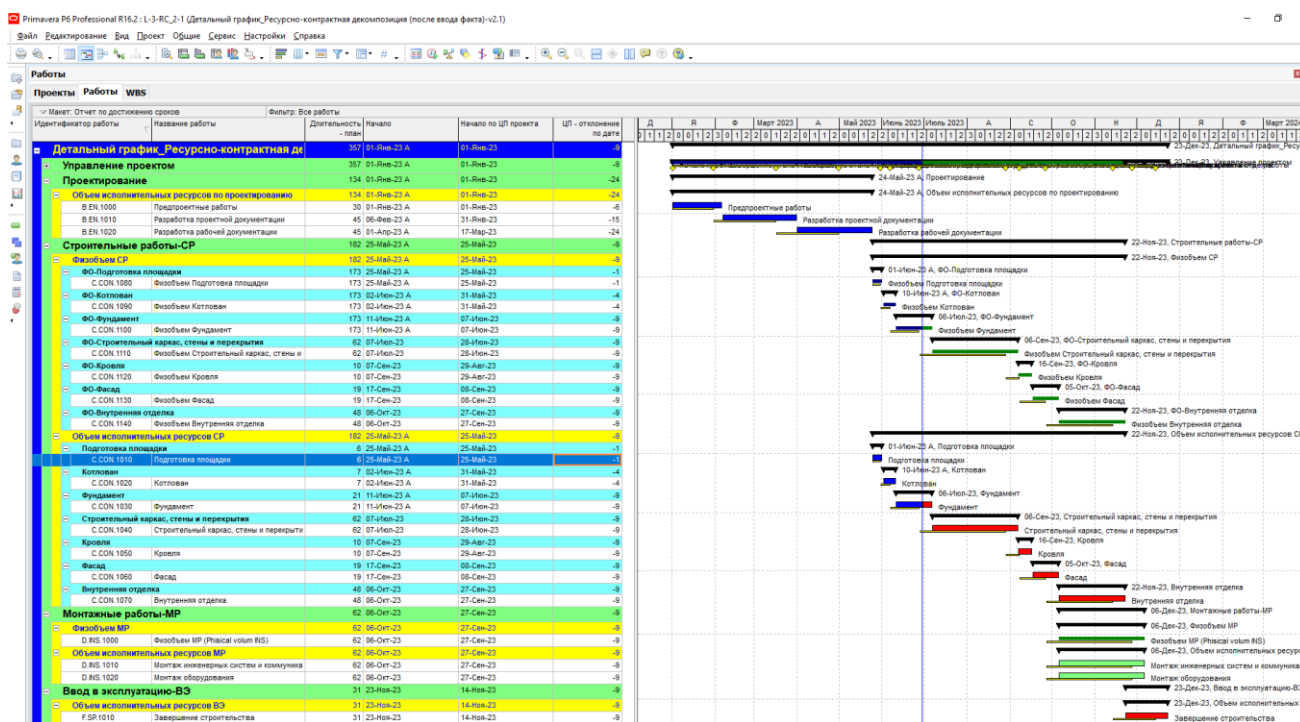 Primavera P6 Professional R16.2 : L-3-RC_2-1 (Детальный график_Ресурсно-контрактная декомпозиция (после ввода факта)-v2.1)
Файл Редактирование Вид Проект Общие Сервис Настройки Справка
Работы
Проекты Работы WBS
Макет: Отчет по достижению сроков Фильтр: Все работы
Идентификатор работы Название работы Длительность - план Начало Начало по ЦП проекта ЦП - отклонение по дате
Д Я Ф Март 2023 А Май 2023 Июнь 2023 Июль 2023 А С О Н Д Я Ф Март 202
Детальный график_Ресурсно-контрактная де 357 01-Янв-23 A 01-Янв-23 -9 23-Дек-23, Детальный график_Ресу
Управление проектом 357 01-Янв-23 A 01-Янв-23 -9 23-Дек-23, Управление проектом
Проектирование 134 01-Янв-23 A 01-Янв-23 -24 24-Май-23 A, Проектирование
Объем исполнительных ресурсов по проектированию 134 01-Янв-23 A 01-Янв-23 -24 24-Май-23 A, Объем исполнительных ресурсов по проектированию
B.EN.1000 Предпроектные работы 30 01-Янв-23 A 01-Янв-23 -6 Предпроектные работы
B.EN.1010 Разработка проектной документации 45 06-Фев-23 A 31-Янв-23 -15 Разработка проектной документации
B.EN.1020 Разработка рабочей документации 45 01-Апр-23 A 17-Мар-23 -24 Разработка рабочей документации
Строительные работы-СР 182 25-Май-23 A 25-Май-23 -9 22-Ноя-23, Строительные работы-СР
Физобъем СР 182 25-Май-23 A 25-Май-23 -9 22-Ноя-23, Физобъем СР
ФО-Подготовка площадки 173 25-Май-23 A 25-Май-23 -1 01-Июн-23 A, ФО-Подготовка площадки
C.CON.1080 Физобъем Подготовка площадки 173 25-Май-23 A 25-Май-23 -1 Физобъем Подготовка площадки
ФО-Котлован 173 02-Июн-23 A 31-Май-23 -4 10-Июн-23 A, ФО-Котлован
C.CON.1090 Физобъем Котлован 173 02-Июн-23 A 31-Май-23 -4 Физобъем Котлован
ФО-Фундамент 173 11-Июн-23 A 07-Июн-23 -9 06-Июл-23, ФО-Фундамент
C.CON.1100 Физобъем Фундамент 173 11-Июн-23 A 07-Июн-23 -9 Физобъем Фундамент
ФО-Строительный каркас, стены и перекрытия 62 07-Июл-23 28-Июн-23 -9 06-Сен-23, ФО-Строительный каркас, стены и перекрытия
C.CON.1110 Физобъем Строительный каркас, стены и 62 07-Июл-23 28-Июн-23 -9 Физобъем Строительный каркас, стены и перекрытия
ФО-Кровля 10 07-Сен-23 29-Авг-23 -9 16-Сен-23, ФО-Кровля
C.CON.1120 Физобъем Кровля 10 07-Сен-23 29-Авг-23 -9 Физобъем Кровля
ФО-Фасад 19 17-Сен-23 08-Сен-23 -9 05-Окт-23, ФО-Фасад
C.CON.1130 Физобъем Фасад 19 17-Сен-23 08-Сен-23 -9 Физобъем Фасад
ФО-Внутренняя отделка 48 06-Окт-23 27-Сен-23 -9 22-Ноя-23, ФО-Внутренняя отделка
C.CON.1140 Физобъем Внутренняя отделка 48 06-Окт-23 27-Сен-23 -9 Физобъем Внутренняя отделка
Объем исполнительных ресурсов СР 182 25-Май-23 A 25-Май-23 -9 22-Ноя-23, Объем исполнительных ресурсов С
Подготовка площадки 6 25-Май-23 A 25-Май-23 -1 01-Июн-23 A, Подготовка площадки
C.CON.1010 Подготовка площадки 6 25-Май-23 A 25-Май-23 -1 Подготовка площадки
Котлован 7 02-Июн-23 A 31-Май-23 -4 10-Июн-23 A, Котлован
C.CON.1020 Котлован 7 02-Июн-23 A 31-Май-23 -4 Котлован
Фундамент 21 11-Июн-23 A 07-Июн-23 -9 06-Июл-23, Фундамент
C.CON.1030 Фундамент 21 11-Июн-23 A 07-Июн-23 -9 Фундамент
Строительный каркас, стены и перекрытия 62 07-Июл-23 28-Июн-23 -9 06-Сен-23, Строительный каркас, стены и перекрытия
C.CON.1040 Строительный каркас, стены и перекрыти 62 07-Июл-23 28-Июн-23 -9 Строительный каркас, стены и перекрытия
Кровля 10 07-Сен-23 29-Авг-23 -9 16-Сен-23, Кровля
C.CON.1050 Кровля 10 07-Сен-23 29-Авг-23 -9 Кровля
Фасад 19 17-Сен-23 08-Сен-23 -9 05-Окт-23, Фасад
C.CON.1060 Фасад 19 17-Сен-23 08-Сен-23 -9 Фасад
Внутренняя отделка 48 06-Окт-23 27-Сен-23 -9 22-Ноя-23, Внутренняя отделка
C.CON.1070 Внутренняя отделка 48 06-Окт-23 27-Сен-23 -9 Внутренняя отделка
Монтажные работы-МР 62 06-Окт-23 27-Сен-23 -9 06-Дек-23, Монтажные работы-МР
Физобъем МР 62 06-Окт-23 27-Сен-23 -9 06-Дек-23, Физобъем МР
D.INS.1000 Физобъем МР (Phisical volum INS) 62 06-Окт-23 27-Сен-23 -9 Физобъем МР (Phisical volum INS)
Объем исполнительных ресурсов МР 62 06-Окт-23 27-Сен-23 -9 06-Дек-23, Объем исполнительных ресурс
D.INS.1010 Монтаж инженерных систем и коммуника 62 06-Окт-23 27-Сен-23 -9 Монтаж инженерных систем и коммуника
D.INS.1020 Монтаж оборудования 62 06-Окт-23 27-Сен-23 -9 Монтаж оборудования
Ввод в эксплуатацию-ВЭ 31 23-Ноя-23 14-Ноя-23 -9 23-Дек-23, Ввод в эксплуатацию-ВЭ
Объем исполнительных ресурсов ВЭ 31 23-Ноя-23 14-Ноя-23 -9 23-Дек-23, Объем исполнительных
F.SP.1010 Завершение строительства 31 23-Ноя-23 14-Ноя-23 -9 Завершение строительства